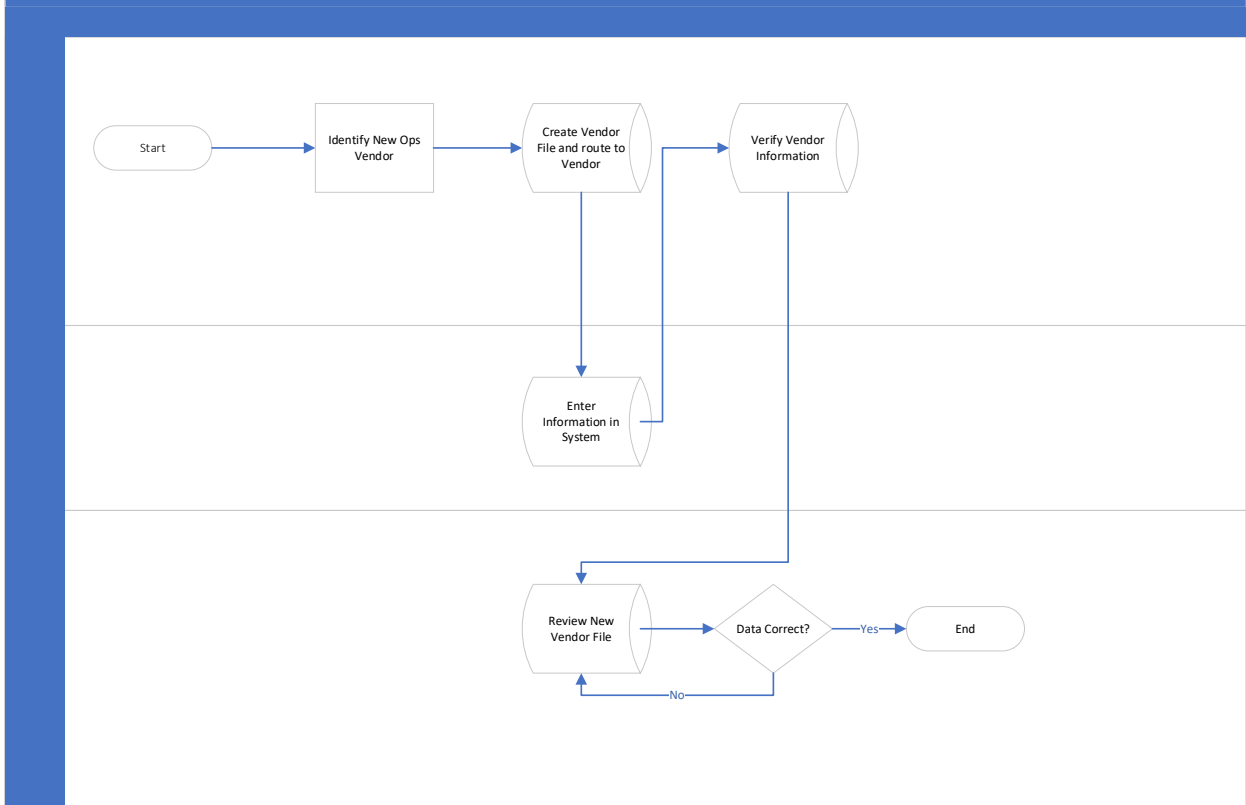 Start
Identify New Ops
Vendor
Create Vendor
File and route to
Vendor
Verify Vendor
Information
Enter
Information in
System
Review New
Vendor File
Data Correct?
Yes
End
No